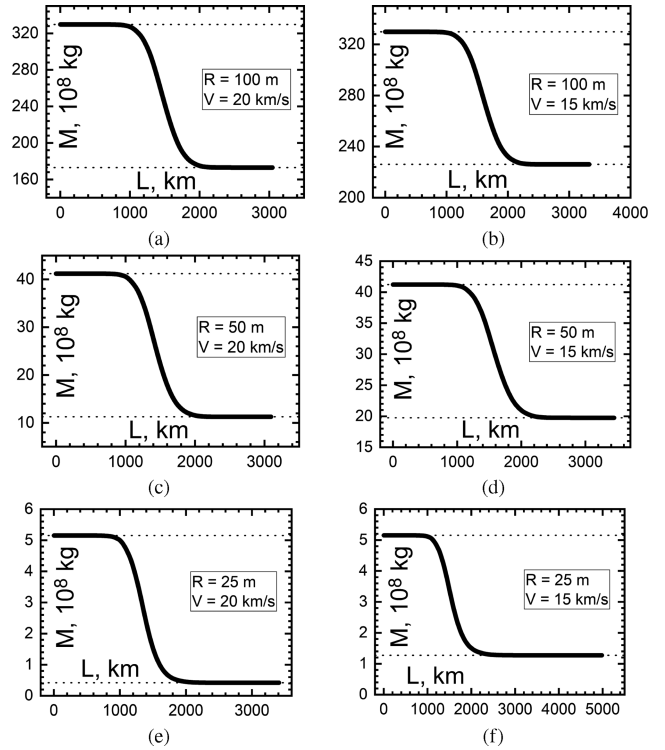 320
280
240
200
160
M, 10⁸ kg
R = 100 m
V = 20 km/s
L, km
0 1000 2000 3000
(a)
320
280
240
200
M, 10⁸ kg
R = 100 m
V = 15 km/s
L, km
0 1000 2000 3000 4000
(b)
40
30
20
10
M, 10⁸ kg
R = 50 m
V = 20 km/s
L, km
0 1000 2000 3000
(c)
45
40
35
30
25
20
15
M, 10⁸ kg
R = 50 m
V = 15 km/s
L, km
0 1000 2000 3000
(d)
6
5
4
3
2
1
0
M, 10⁸ kg
R = 25 m
V = 20 km/s
L, km
0 1000 2000 3000
(e)
6
5
4
3
2
1
0
M, 10⁸ kg
R = 25 m
V = 15 km/s
L, km
0 1000 2000 3000 4000 5000
(f)